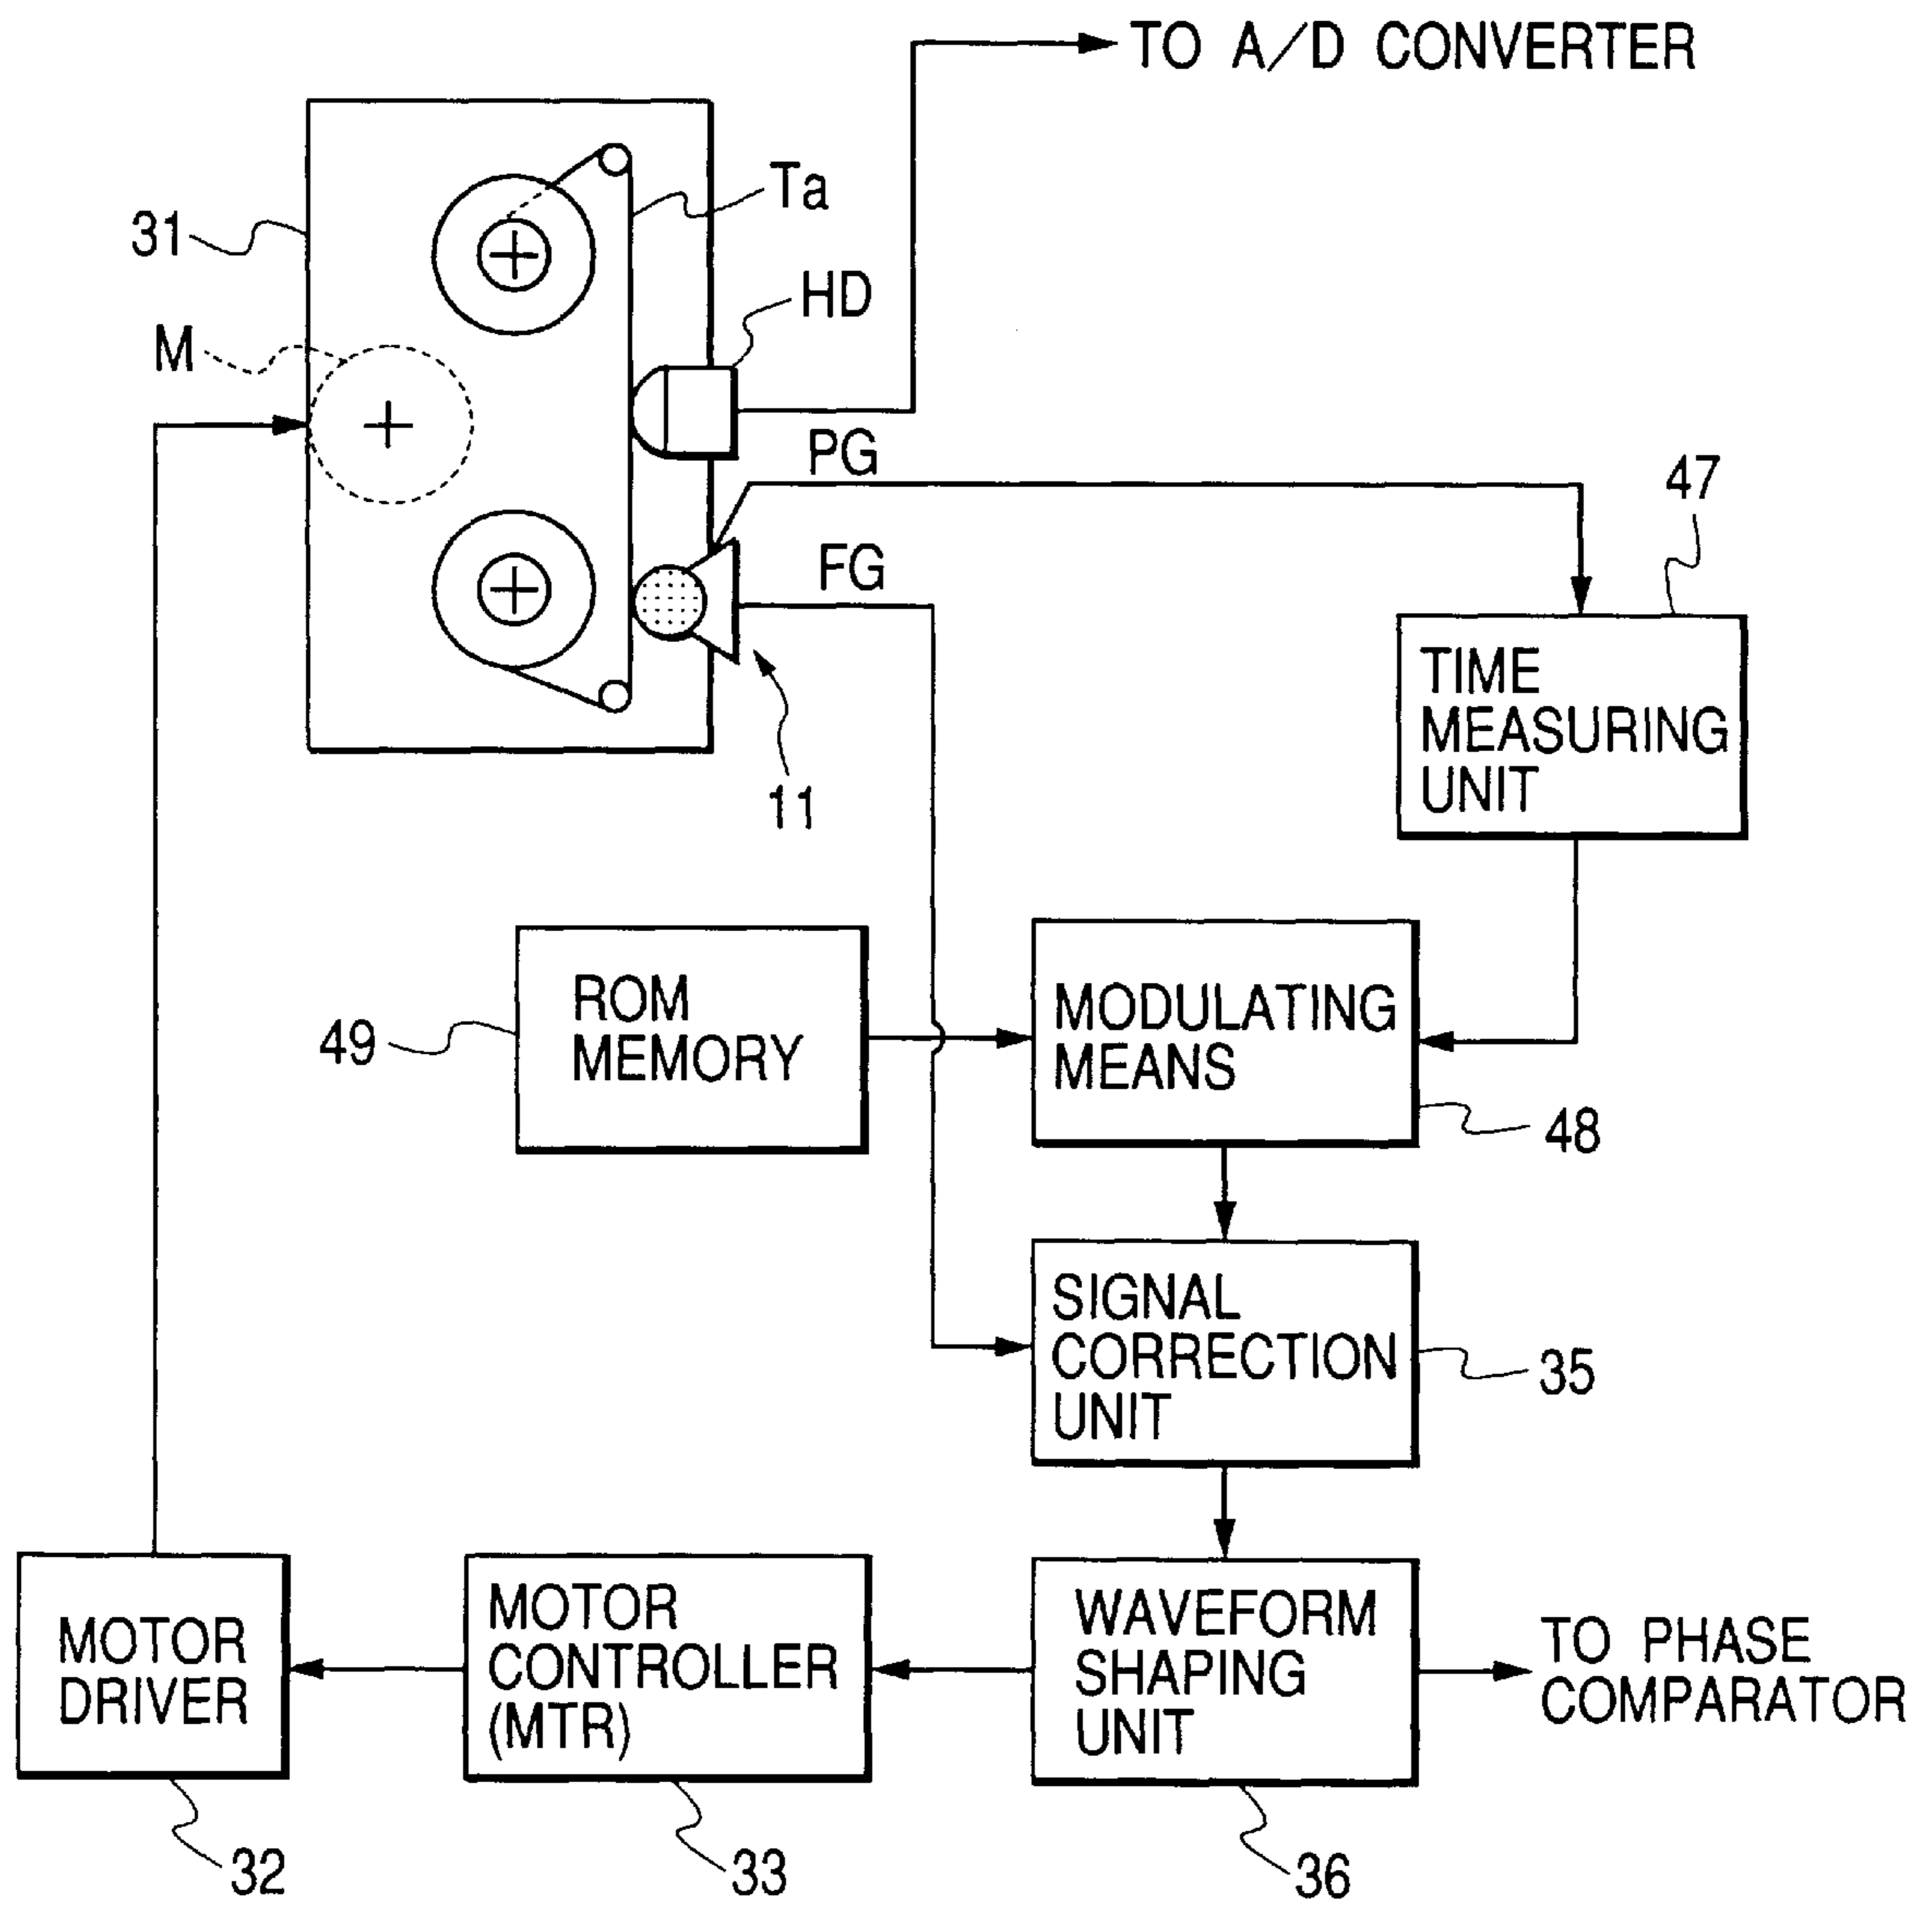 TO A/D CONVERTER
Ta
31
HD
M
PG
47
FG
TIME
MEASURING
UNIT
11
ROM
MEMORY
MODULATING
MEANS
49
48
SIGNAL
CORRECTION
UNIT
35
MOTOR
DRIVER
MOTOR
CONTROLLER
(MTR)
WAVEFORM
SHAPING
UNIT
TO PHASE
COMPARATOR
32
33
36